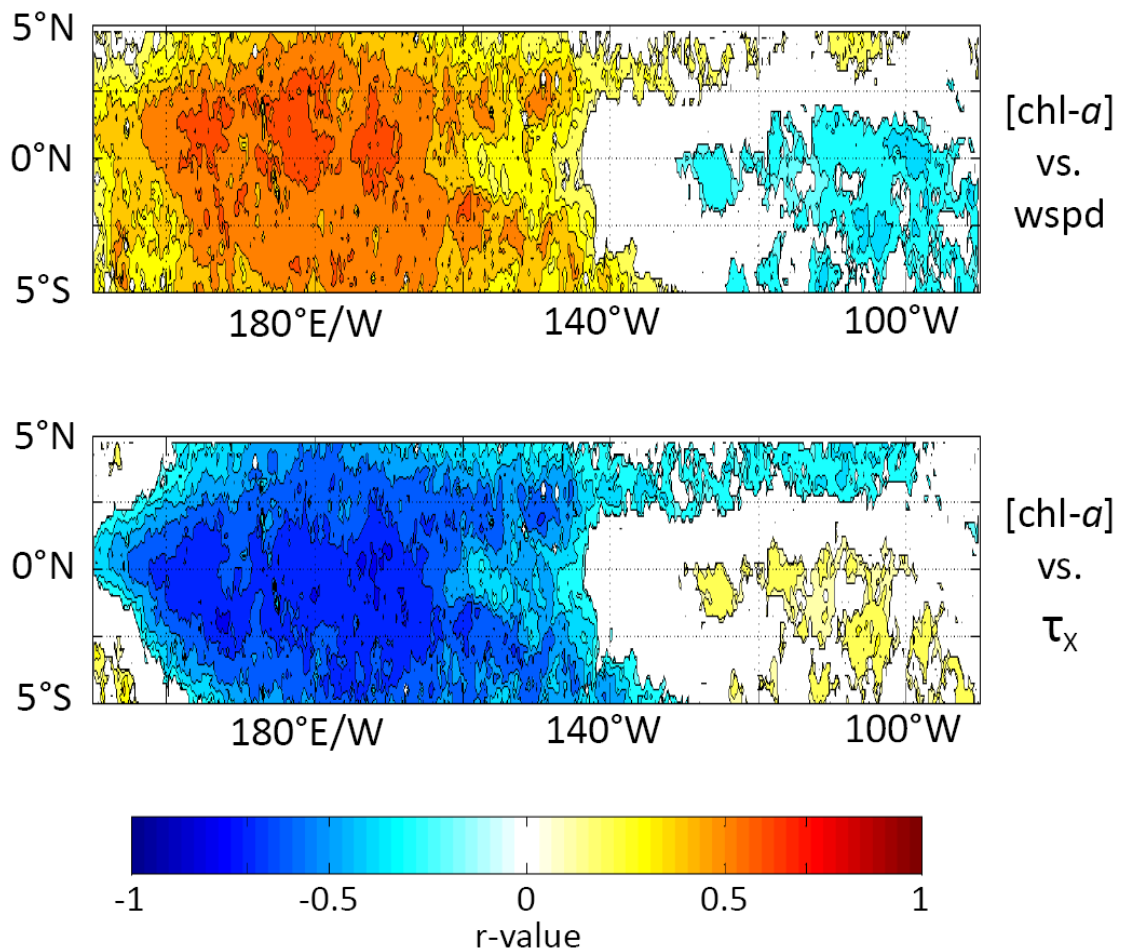 5°N
0°N
5°S
180°E/W
140°W
100°W
[chl-a]
vs.
wspd
5°N
0°N
5°S
180°E/W
140°W
100°W
[chl-a]
vs.
τx
-1
-0.5
0
0.5
1
r-value